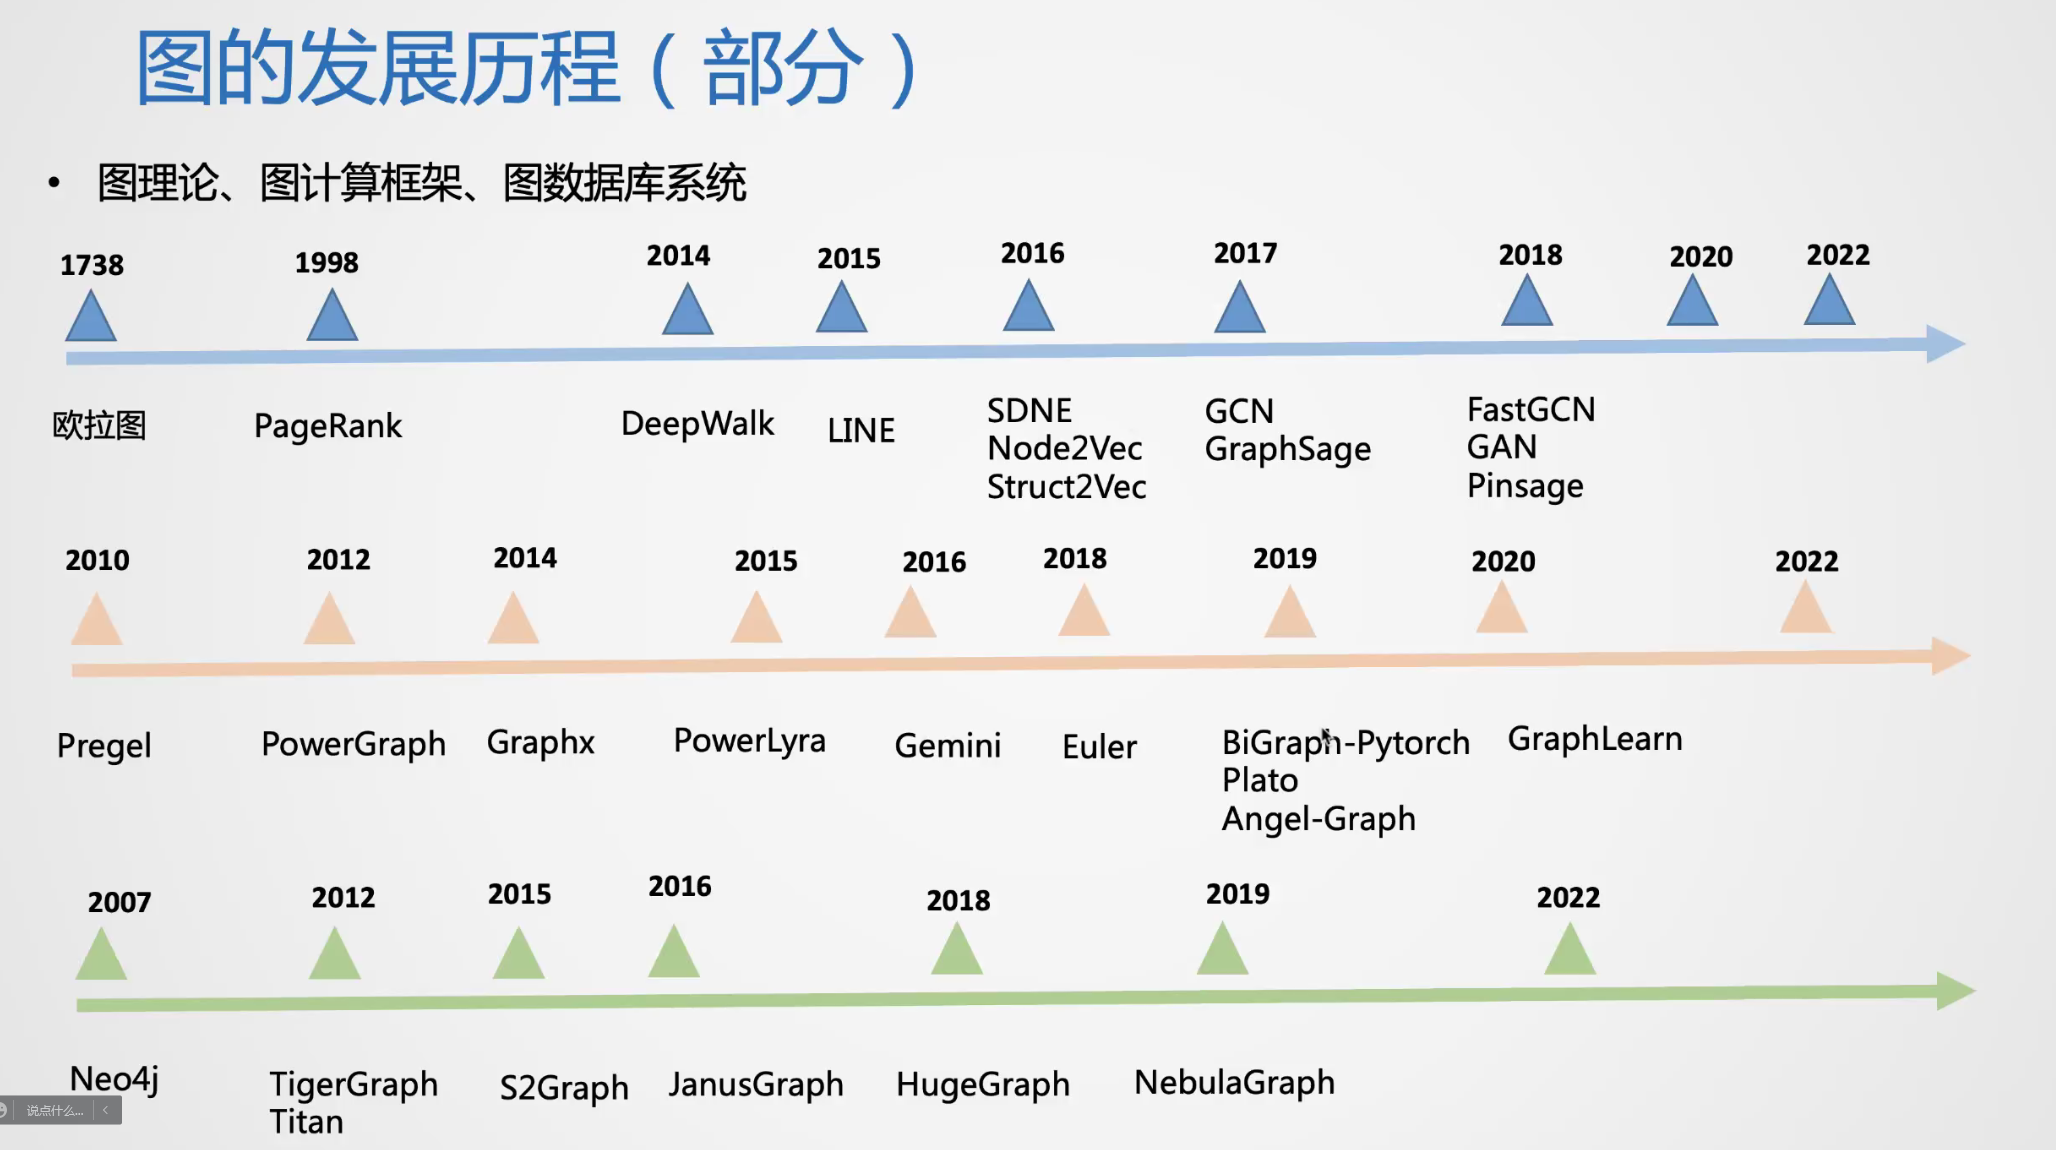 图的发展历程（部分）
• 图理论、图计算框架、图数据库系统
1738 1998 2014 2015 2016 2017 2018 2020 2022
欧拉图 PageRank DeepWalk LINE SDNE GCN FastGCN
Node2Vec GraphSage GAN
Struct2Vec Pinsage
2010 2012 2014 2015 2016 2018 2019 2020 2022
Pregel PowerGraph Graphx PowerLyra Gemini Euler BiGraph-Pytorch GraphLearn
Plato
Angel-Graph
2007 2012 2015 2016 2018 2019 2022
Neo4j TigerGraph S2Graph JanusGraph HugeGraph NebulaGraph
Titan
说点什么...